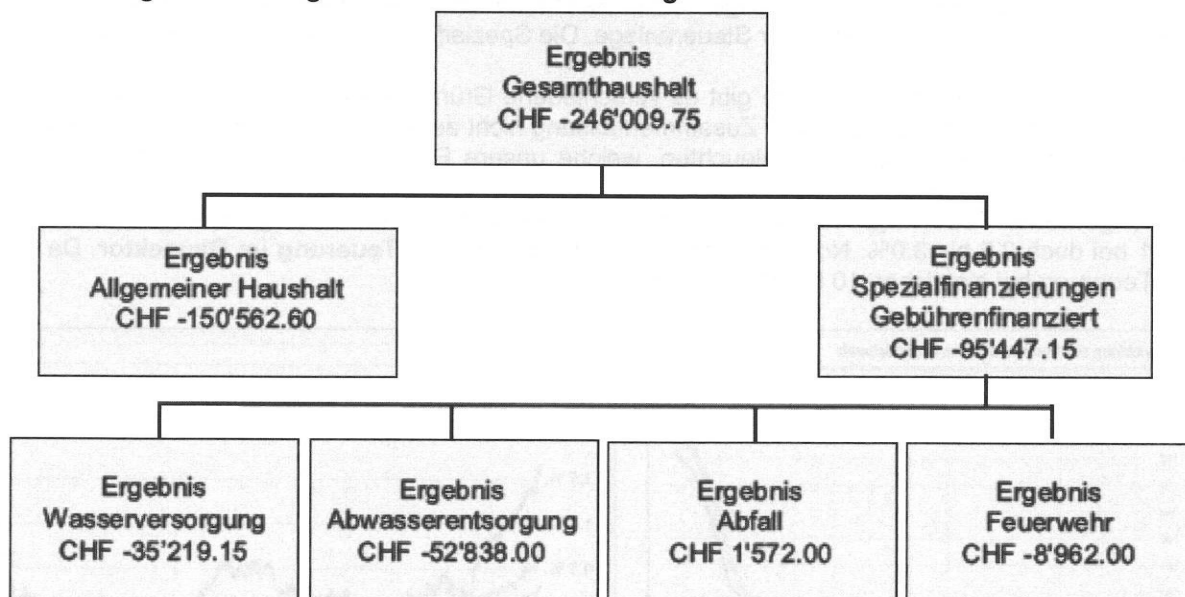 Ergebnis
Gesamthaushalt
CHF -246'009.75
Ergebnis
Allgemeiner Haushalt
CHF -150'562.60
Ergebnis
Spezialfinanzierungen
Gebührenfinanziert
CHF -95'447.15
Ergebnis
Wasserversorgung
CHF -35'219.15
Ergebnis
Abwasserentsorgung
CHF -52'838.00
Ergebnis
Abfall
CHF 1'572.00
Ergebnis
Feuerwehr
CHF -8'962.00